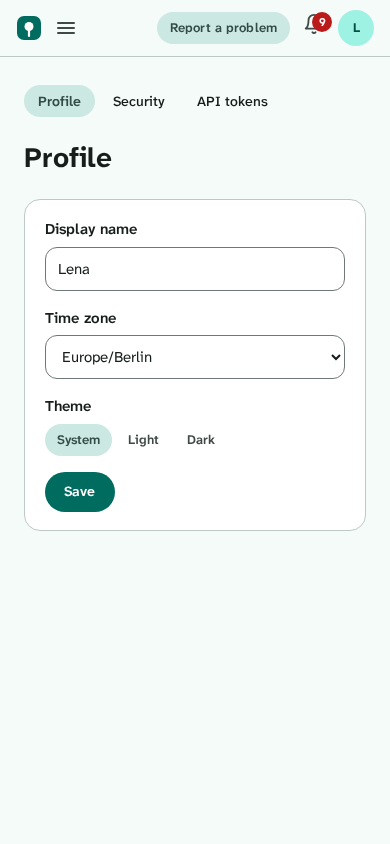 Report a problem
9
L
Profile Security API tokens
Profile
Display name
Lena
Time zone
Europe/Berlin
Theme
System Light Dark
Save